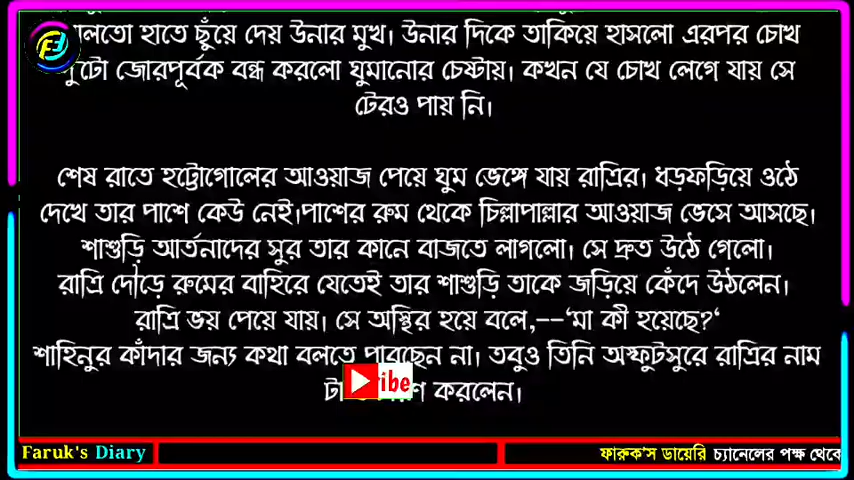 হাতে ছুঁয়ে দেয় উনার মুখ। উনার দিকে তাকিয়ে হাসলো এরপর চোখ
জোরপূর্বক বন্ধ করলো ঘুমানোর চেষ্টায়। কখন যে চোখ লেগে যায় সে
টেরও পায় নি।
শেষ রাতে হট্টোগোলের আওয়াজ পেয়ে ঘুম ভেঙ্গে যায় রাত্রির। ধড়ফড়িয়ে ওঠে
দেখে তার পাশে কেউ নেই।পাশের রুম থেকে চিল্লাপাল্লার আওয়াজ ভেসে আসছে।
শাশুড়ি আর্তনাদের সুর তার কানে বাজতে লাগলো। সে দ্রুত উঠে গেলো।
রাত্রি দৌড়ে রুমের বাহিরে যেতেই তার শাশুড়ি তাকে জড়িয়ে কেঁদে উঠলেন।
রাত্রি ভয় পেয়ে যায়। সে অস্থির হয়ে বলে,--‘মা কী হয়েছে?‘
শাহিনুর কাঁদার জন্য কথা বলতে পারছেন না। তবুও তিনি অস্ফুটসুরে রাত্রির নাম
করলেন।
ibe
Faruk's Diary
ফারুক'স ডায়েরি চ্যানেলের পক্ষ থেকে